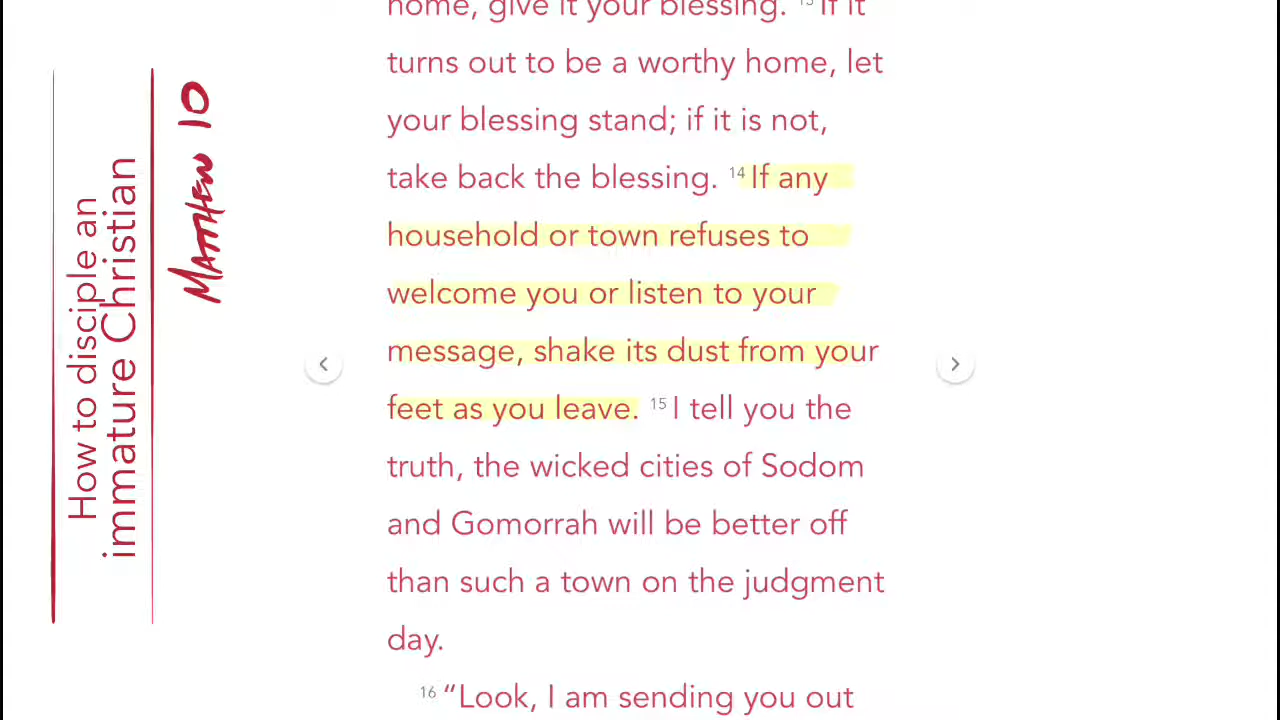 How to disciple an
immature Christian
MATTHEW 10
home, give it your blessing. 13 If it
turns out to be a worthy home, let
your blessing stand; if it is not,
take back the blessing. 14 If any
household or town refuses to
welcome you or listen to your
message, shake its dust from your
feet as you leave. 15 I tell you the
truth, the wicked cities of Sodom
and Gomorrah will be better off
than such a town on the judgment
day.
16 “Look, I am sending you out